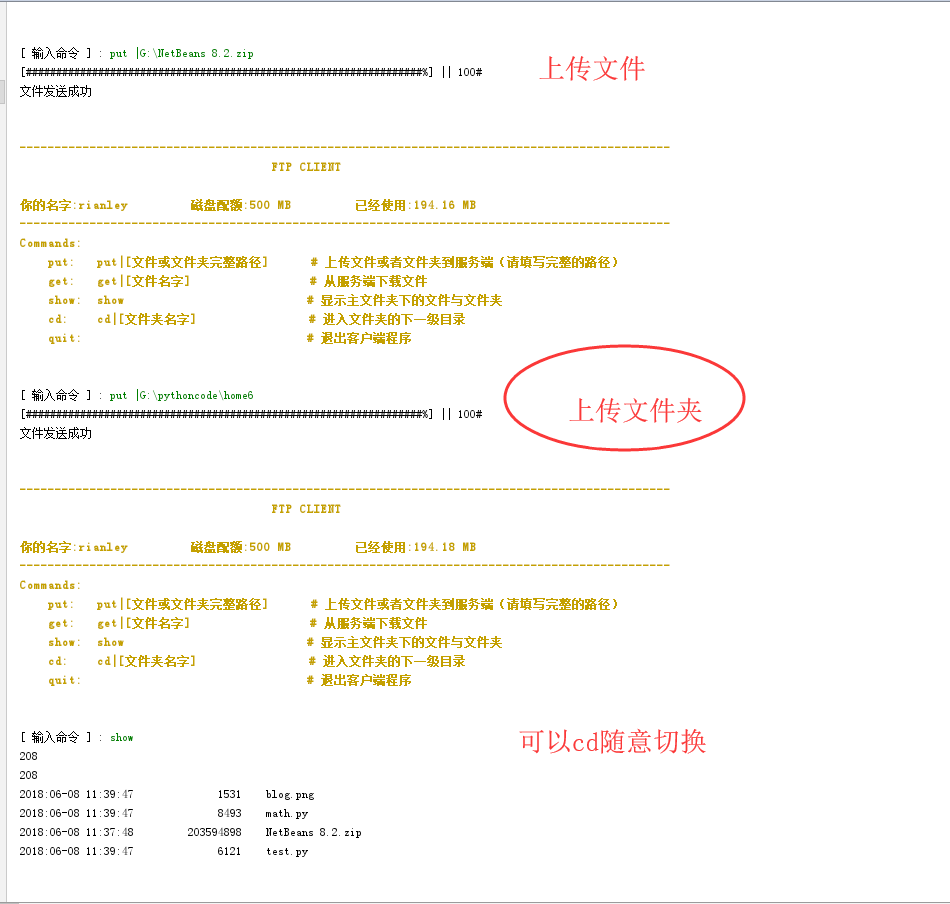 [ 输入命令 ] : put |G:\NetBeans 8.2.zip
[##################################################################%] || 100#
上传文件
文件发送成功
---------------------------------------------------------------------------------------------
FTP CLIENT
你的名字:rianley 磁盘配额:500 MB 已经使用:194.16 MB
---------------------------------------------------------------------------------------------
Commands:
put: put|[文件或文件夹完整路径] # 上传文件或者文件夹到服务端（请填写完整的路径）
get: get|[文件名字] # 从服务端下载文件
show: show # 显示主文件夹下的文件与文件夹
cd: cd|[文件夹名字] # 进入文件夹的下一级目录
quit: # 退出客户端程序
[ 输入命令 ] : put |G:\pythoncode\home6
[##################################################################%] || 100#
上传文件夹
文件发送成功
---------------------------------------------------------------------------------------------
FTP CLIENT
你的名字:rianley 磁盘配额:500 MB 已经使用:194.18 MB
---------------------------------------------------------------------------------------------
Commands:
put: put|[文件或文件夹完整路径] # 上传文件或者文件夹到服务端（请填写完整的路径）
get: get|[文件名字] # 从服务端下载文件
show: show # 显示主文件夹下的文件与文件夹
cd: cd|[文件夹名字] # 进入文件夹的下一级目录
quit: # 退出客户端程序
[ 输入命令 ] : show
可以cd随意切换
208
208
2018:06-08 11:39:47 1531 blog.png
2018:06-08 11:39:47 8493 math.py
2018:06-08 11:37:48 203594898 NetBeans 8.2.zip
2018:06-08 11:39:47 6121 test.py